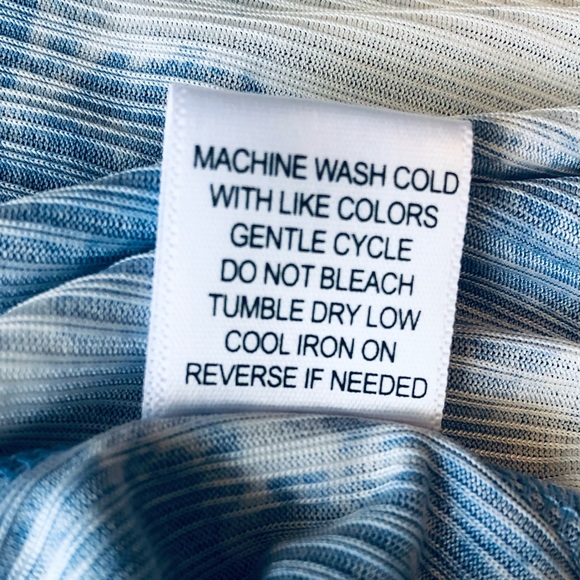 MACHINE WASH COLD
WITH LIKE COLORS
GENTLE CYCLE
DO NOT BLEACH
TUMBLE DRY LOW
COOL IRON ON
REVERSE IF NEEDED